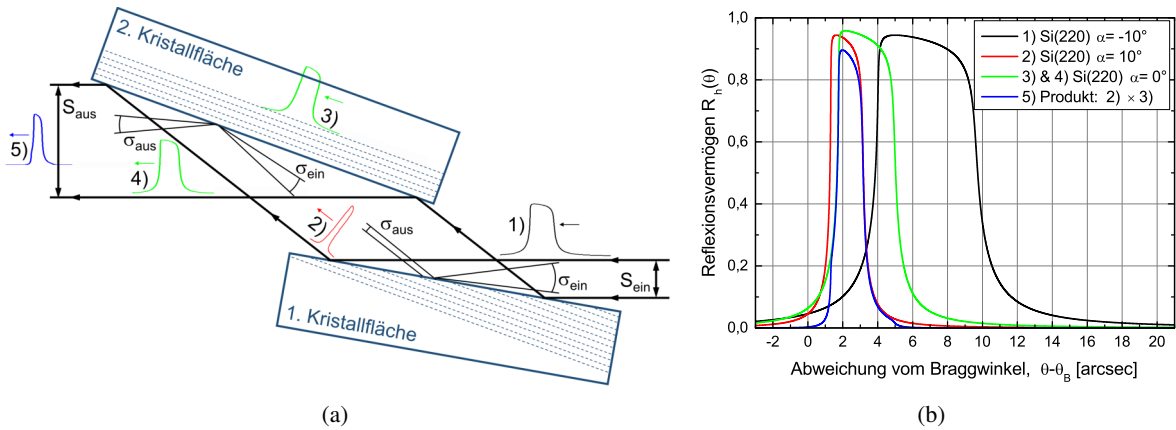 2. Kristallfläche
3)
S_aus
σ_aus
5)
4)
σ_ein
2)
σ_aus
1)
σ_ein
S_ein
1. Kristallfläche
(a)
1,0
0,8
0,6
0,4
0,2
0,0
Reflexionsvermögen R_h(θ)
1) Si(220) α= -10°
2) Si(220) α= 10°
3) & 4) Si(220) α= 0°
5) Produkt: 2) × 3)
-2 0 2 4 6 8 10 12 14 16 18 20
Abweichung vom Braggwinkel, θ-θ_B [arcsec]
(b)